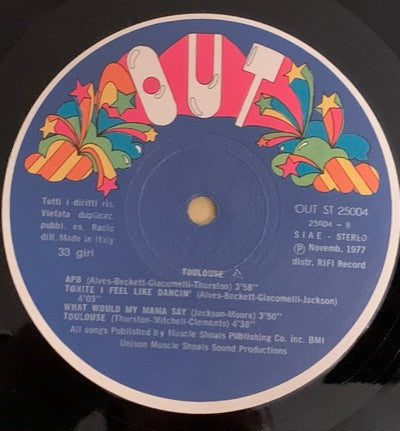 OUT
Tutti i diritti ris.
Vietata duplicaz.
pubbl. es. Radio
diff. Made in Italy
33 giri
OUT ST 25004
25004 - B
S I A E - STEREO
Ⓟ Novemb. 1977
distr. RIFI Record
TOULOUSE
APB (Alves-Beckett-Giacomelli-Thurston) 3'58"
TONITE I FEEL LIKE DANCIN' (Alves-Beckett-Giacomelli-Jackson)
4'03"
WHAT WOULD MY MAMA SAY (Jackson-Moore) 3'50"
TOULOUSE (Thurston-Mitchell-Clements) 4'38"
All songs Published by Muscle Shoals Publishing Co. inc. BMI
Unison Muscle Shoals Sound Productions